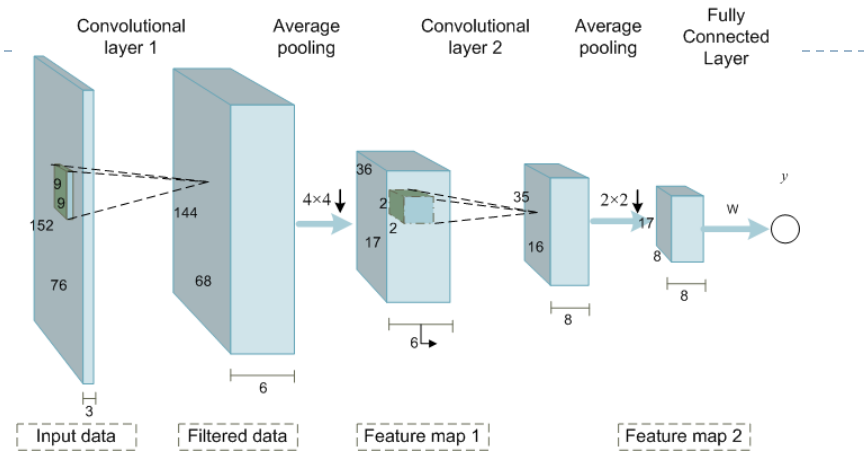 Convolutional
layer 1
Average
pooling
Convolutional
layer 2
Average
pooling
Fully
Connected
Layer
9
9
152
76
3
144
68
6
4×4
36
17
2
2
6
35
16
8
2×2
17
8
8
W
y
Input data
Filtered data
Feature map 1
Feature map 2